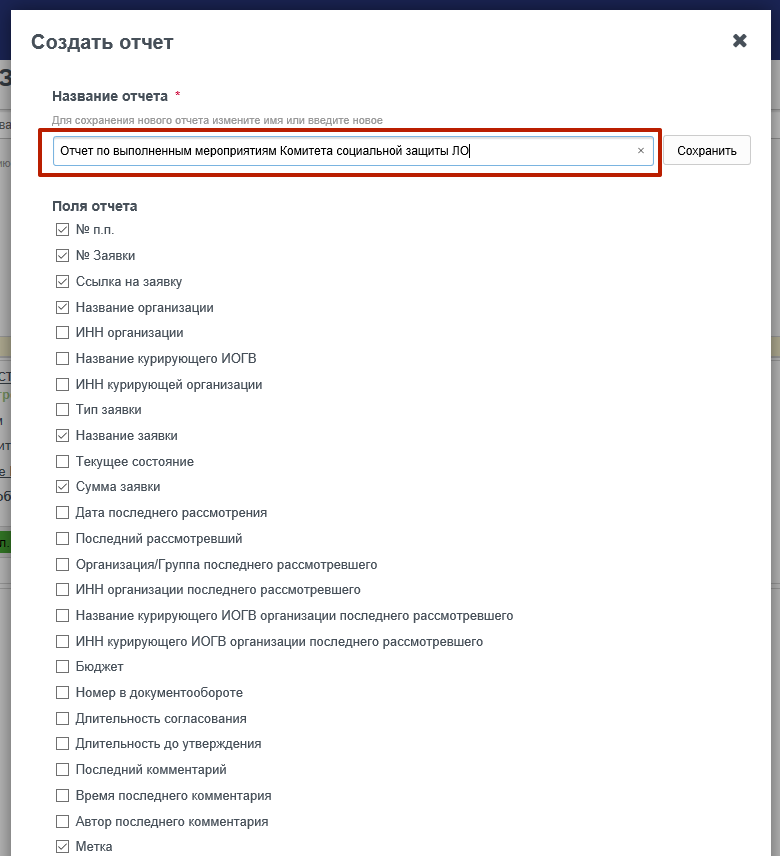 Создать отчет
Название отчета *
Для сохранения нового отчета измените имя или введите новое
Отчет по выполненным мероприятиям Комитета социальной защиты ЛО
Сохранить
Поля отчета
№ п.п.
№ Заявки
Ссылка на заявку
Название организации
ИНН организации
Название курирующего ИОГВ
ИНН курирующей организации
Тип заявки
Название заявки
Текущее состояние
Сумма заявки
Дата последнего рассмотрения
Последний рассмотревший
Организация/Группа последнего рассмотревшего
ИНН организации последнего рассмотревшего
Название курирующего ИОГВ организации последнего рассмотревшего
ИНН курирующего ИОГВ организации последнего рассмотревшего
Бюджет
Номер в документообороте
Длительность согласования
Длительность до утверждения
Последний комментарий
Время последнего комментария
Автор последнего комментария
Метка